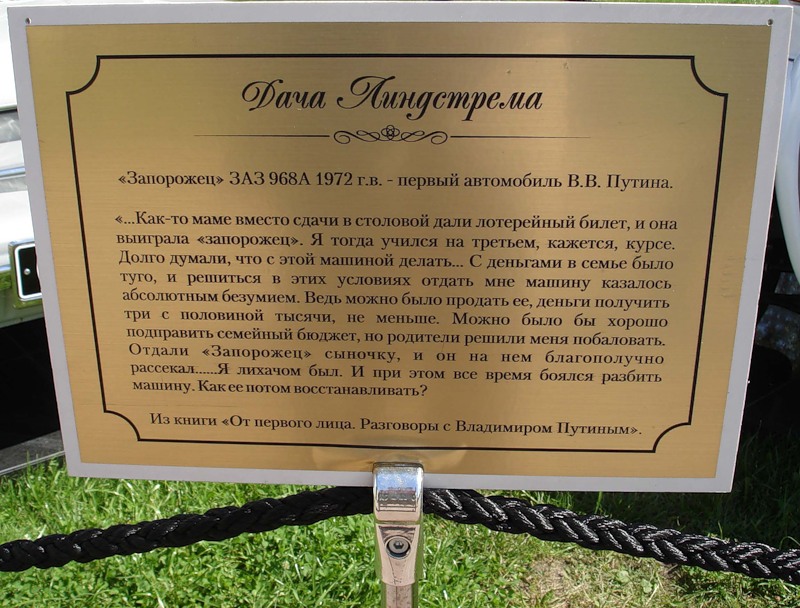 Дача Линдстрема
«Запорожец» ЗАЗ 968А 1972 г.в. - первый автомобиль В.В. Путина.
«...Как-то маме вместо сдачи в столовой дали лотерейный билет, и она
выиграла «запорожец». Я тогда учился на третьем, кажется, курсе.
Долго думали, что с этой машиной делать... С деньгами в семье было
туго, и решиться в этих условиях отдать мне машину казалось
абсолютным безумием. Ведь можно было продать ее, деньги получить
три с половиной тысячи, не меньше. Можно было бы хорошо
подправить семейный бюджет, но родители решили меня побаловать.
Отдали «Запорожец» сыночку, и он на нем благополучно
рассекал......Я лихачом был. И при этом все время боялся разбить
машину. Как ее потом восстанавливать?
Из книги «От первого лица. Разговоры с Владимиром Путиным».